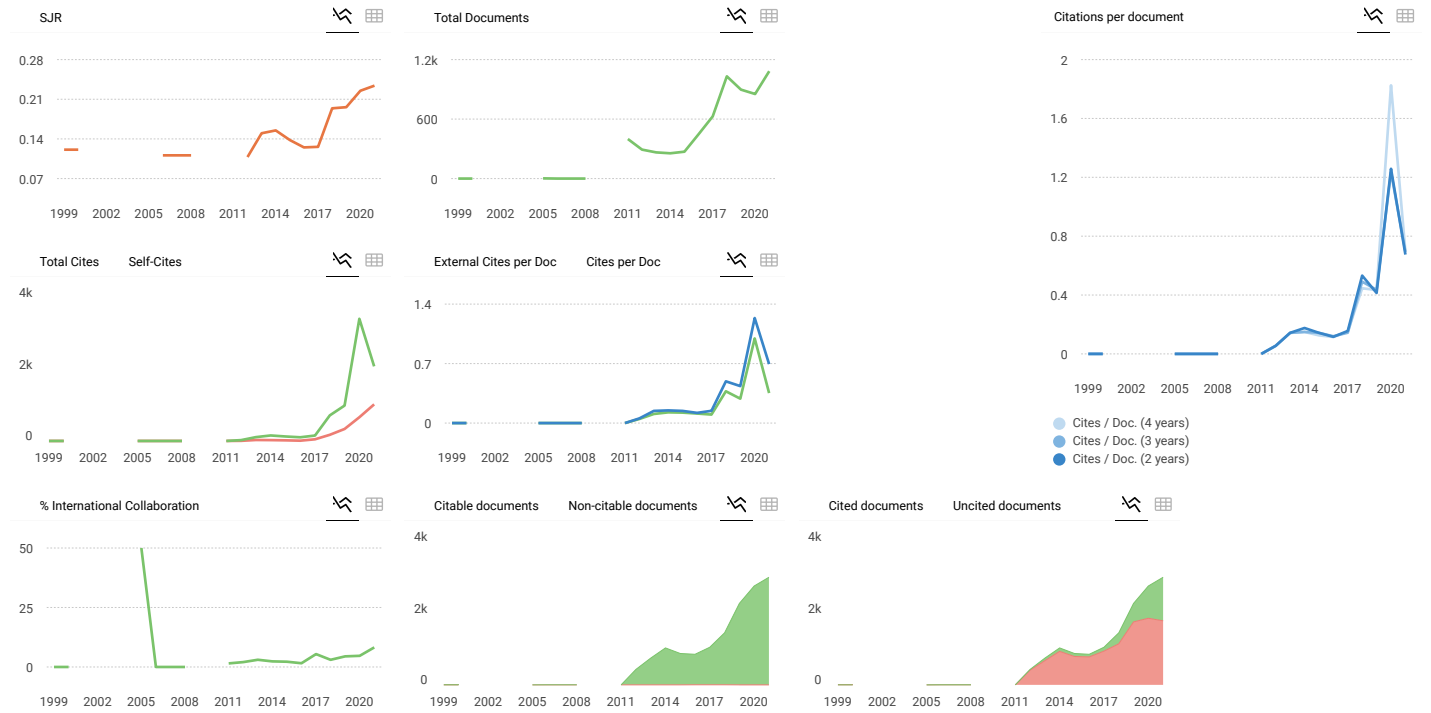 SJR
0.28
0.21
0.14
0.07
1999 2002 2005 2008 2011 2014 2017 2020
Total Documents
1.2k
600
0
1999 2002 2005 2008 2011 2014 2017 2020
Citations per document
2
1.6
1.2
0.8
0.4
0
1999 2002 2005 2008 2011 2014 2017 2020
Cites / Doc. (4 years)
Cites / Doc. (3 years)
Cites / Doc. (2 years)
Total Cites Self-Cites
4k
2k
0
1999 2002 2005 2008 2011 2014 2017 2020
External Cites per Doc Cites per Doc
1.4
0.7
0
1999 2002 2005 2008 2011 2014 2017 2020
% International Collaboration
50
25
0
1999 2002 2005 2008 2011 2014 2017 2020
Citable documents Non-citable documents
4k
2k
0
1999 2002 2005 2008 2011 2014 2017 2020
Cited documents Uncited documents
4k
2k
0
1999 2002 2005 2008 2011 2014 2017 2020